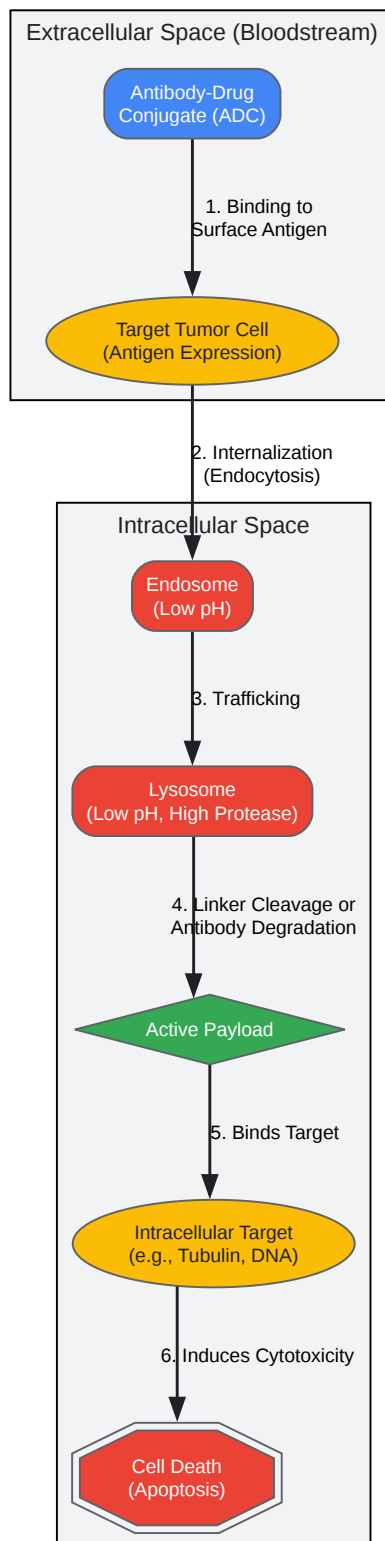 Extracellular Space (Bloodstream)
Antibody-Drug
Conjugate (ADC)
1. Binding to
Surface Antigen
Target Tumor Cell
(Antigen Expression)
2. Internalization
(Endocytosis)
Intracellular Space
Endosome
(Low pH)
3. Trafficking
Lysosome
(Low pH, High Protease)
4. Linker Cleavage or
Antibody Degradation
Active Payload
5. Binds Target
Intracellular Target
(e.g., Tubulin, DNA)
6. Induces Cytotoxicity
Cell Death
(Apoptosis)